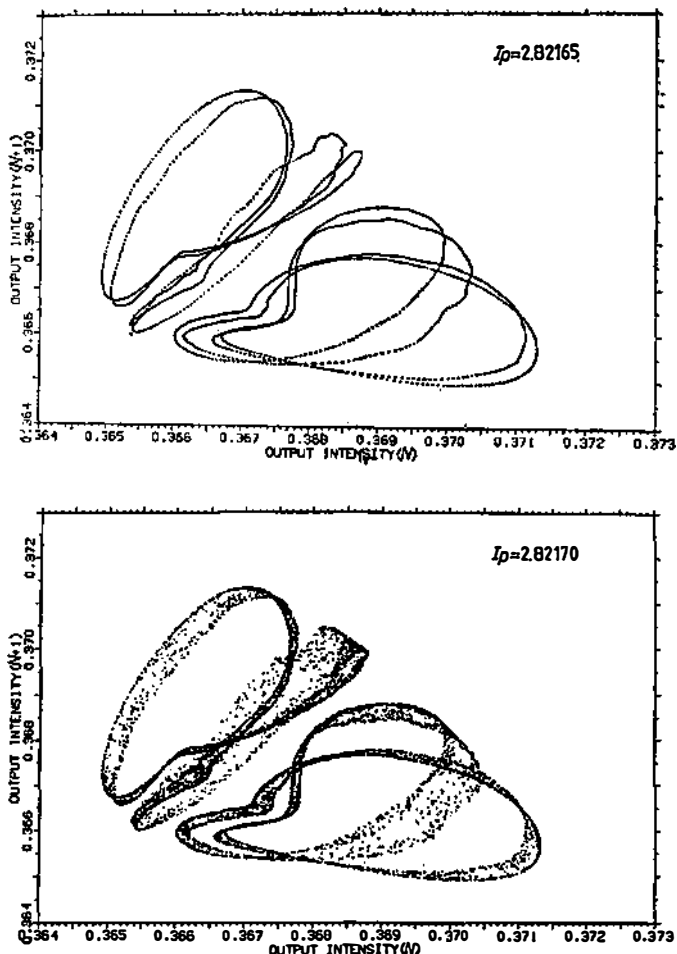 Ip=2.82165
0.372
0.370
0.368
0.365
0.364
OUTPUT INTENSITY(N+1)
0.364 0.365 0.366 0.367 0.368 0.369 0.370 0.371 0.372 0.373
OUTPUT INTENSITY(N)
Ip=2.82170
0.372
0.370
0.368
0.366
0.364
OUTPUT INTENSITY(N+1)
0.364 0.365 0.366 0.367 0.368 0.369 0.370 0.371 0.372 0.373
OUTPUT INTENSITY(N)